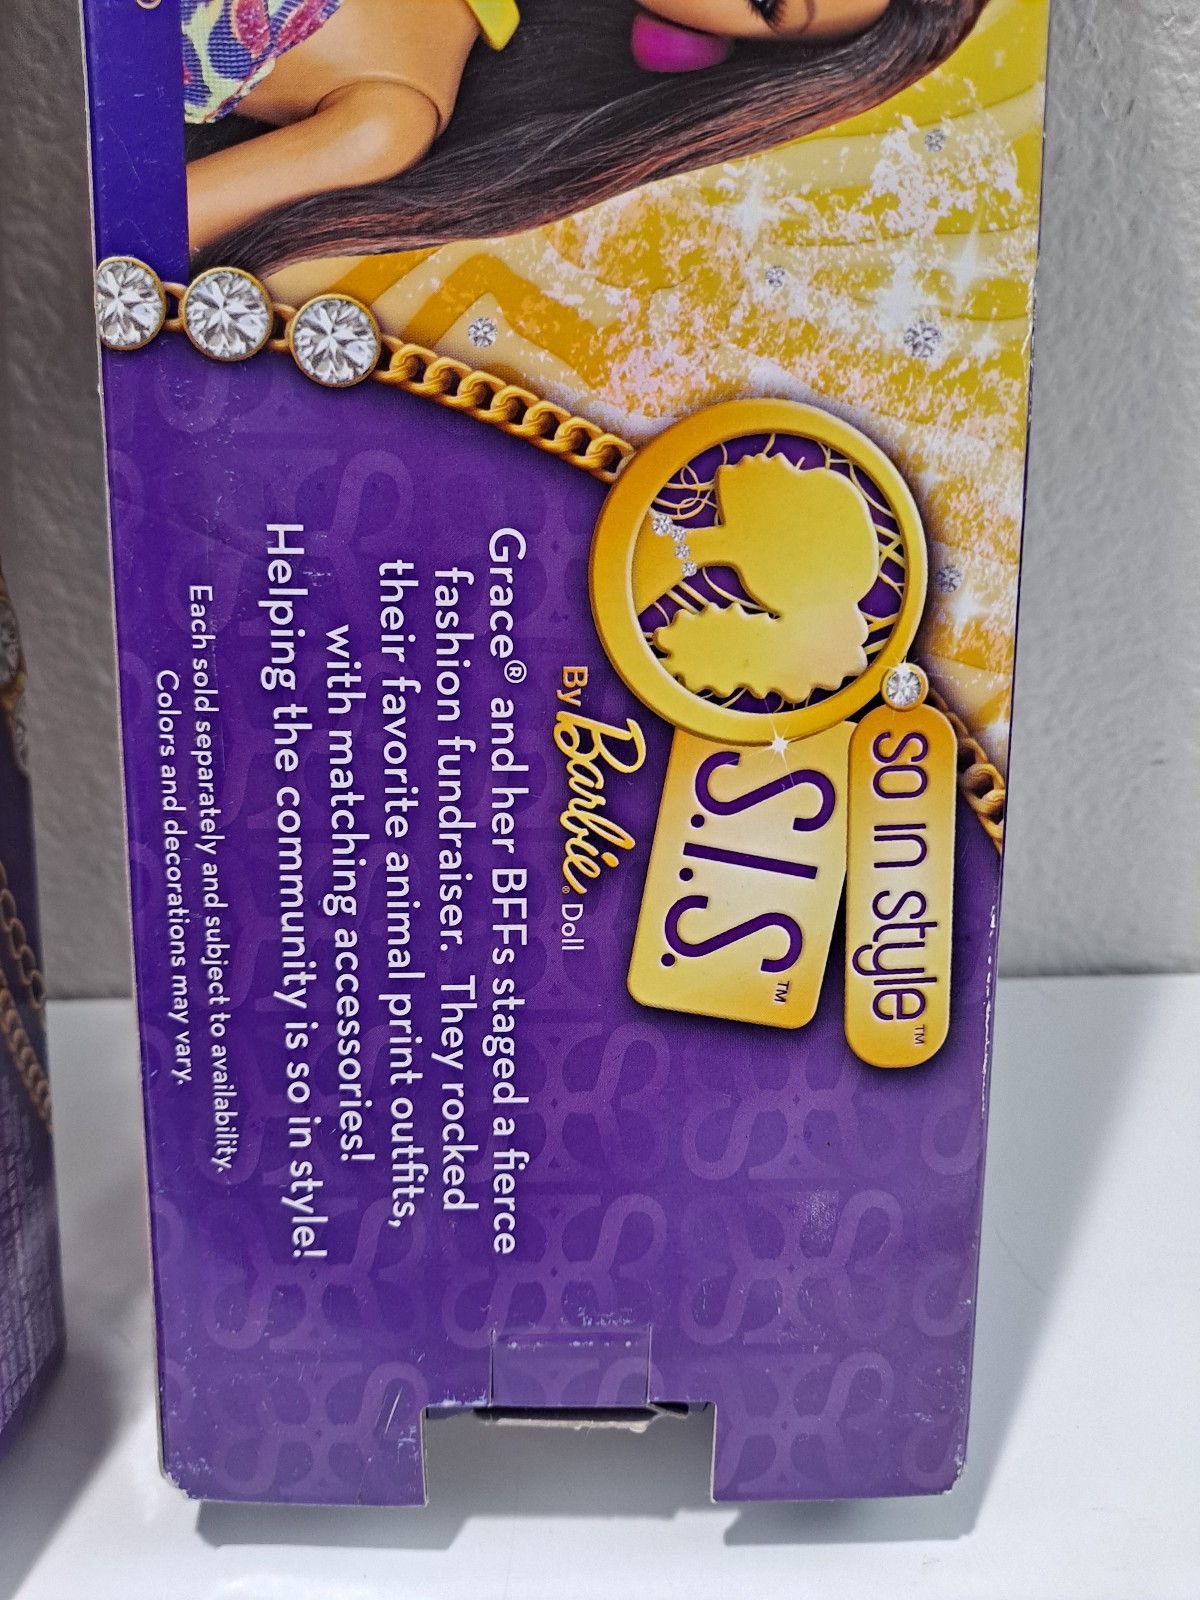 So In Style™
S.I.S.™
By Barbie® Doll
Grace® and her BFFs staged a fierce
fashion fundraiser. They rocked
their favorite animal print outfits,
with matching accessories!
Helping the community is so in style!
Each sold separately and subject to availability.
Colors and decorations may vary.